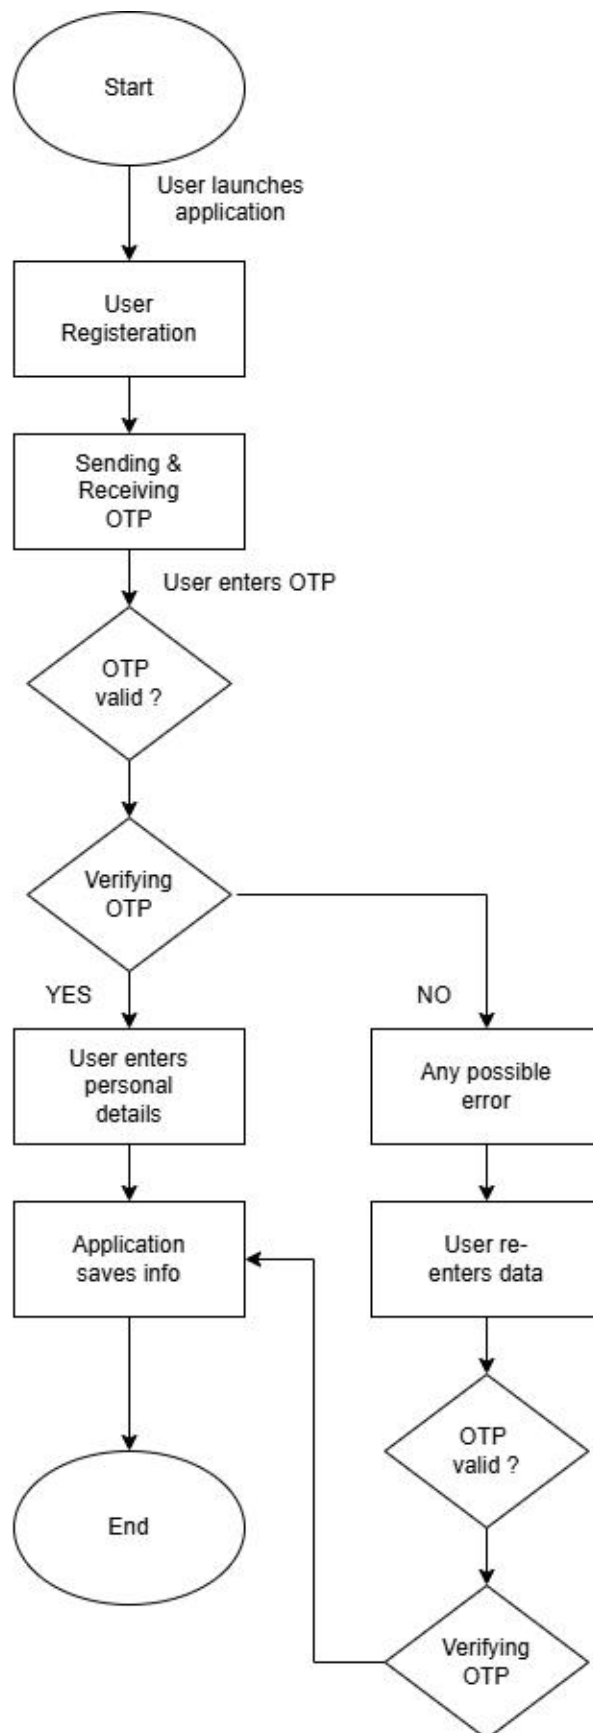 Start
User launches
application
User
Registeration
Sending &
Receiving
OTP
User enters OTP
OTP
valid ?
Verifying
OTP
YES
NO
User enters
personal
details
Any possible
error
Application
saves info
User re-
enters data
OTP
valid ?
End
Verifying
OTP